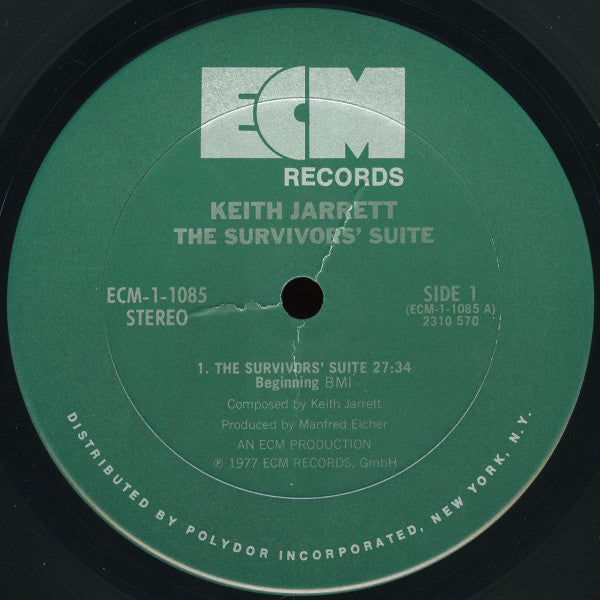 ECM
RECORDS
KEITH JARRETT
THE SURVIVORS' SUITE
ECM-1-1085
STEREO
SIDE 1
(ECM-1-1085 A)
2310 570
1. THE SURVIVORS' SUITE 27:34
Beginning BMI
Composed by Keith Jarrett
Produced by Manfred Eicher
AN ECM PRODUCTION
℗ 1977 ECM RECORDS, GmbH
DISTRIBUTED BY POLYDOR INCORPORATED, NEW YORK, N.Y.